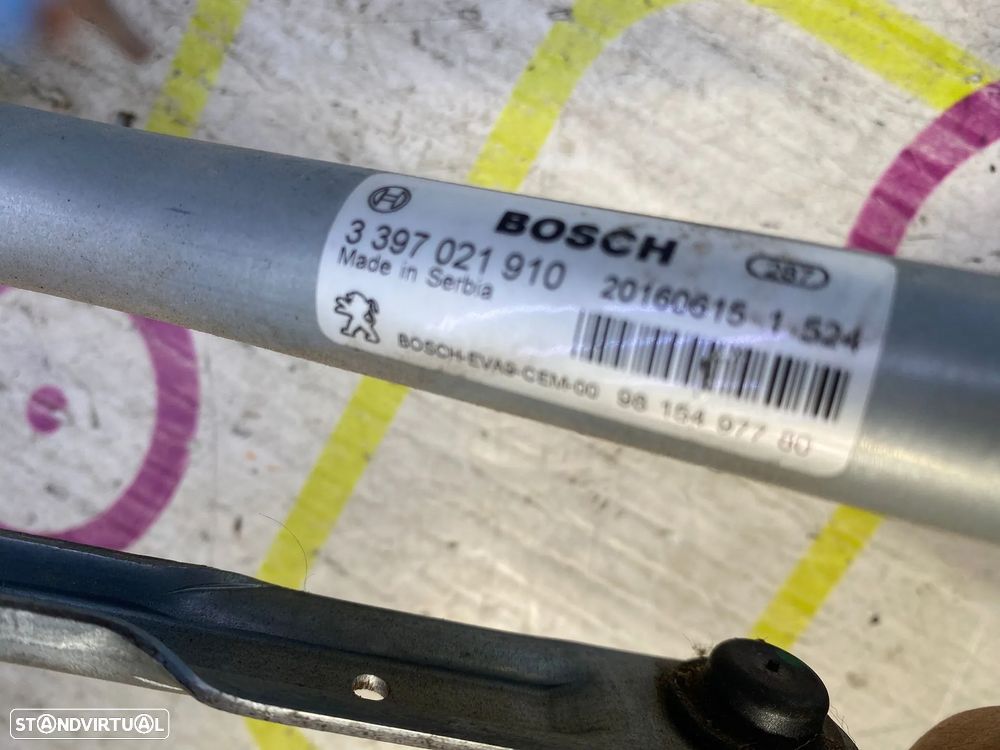 BOSCH
3 397 021 910
287
Made in Serbia
20160615 1 524
BOSCH-EVA9-CEM-00 98 154 977 80
STANDVIRTUAL